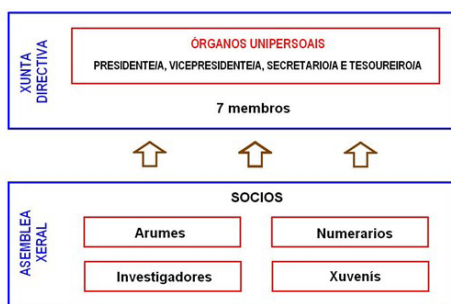 XUNTA
DIRECTIVA
ÓRGANOS UNIPERSOAIS
PRESIDENTE/A, VICEPRESIDENTE/A, SECRETARIO/A E TESOUREIRO/A
7 membros
ASEMBLEA
XERAL
SOCIOS
Arumes
Numerarios
Investigadores
Xuvenís